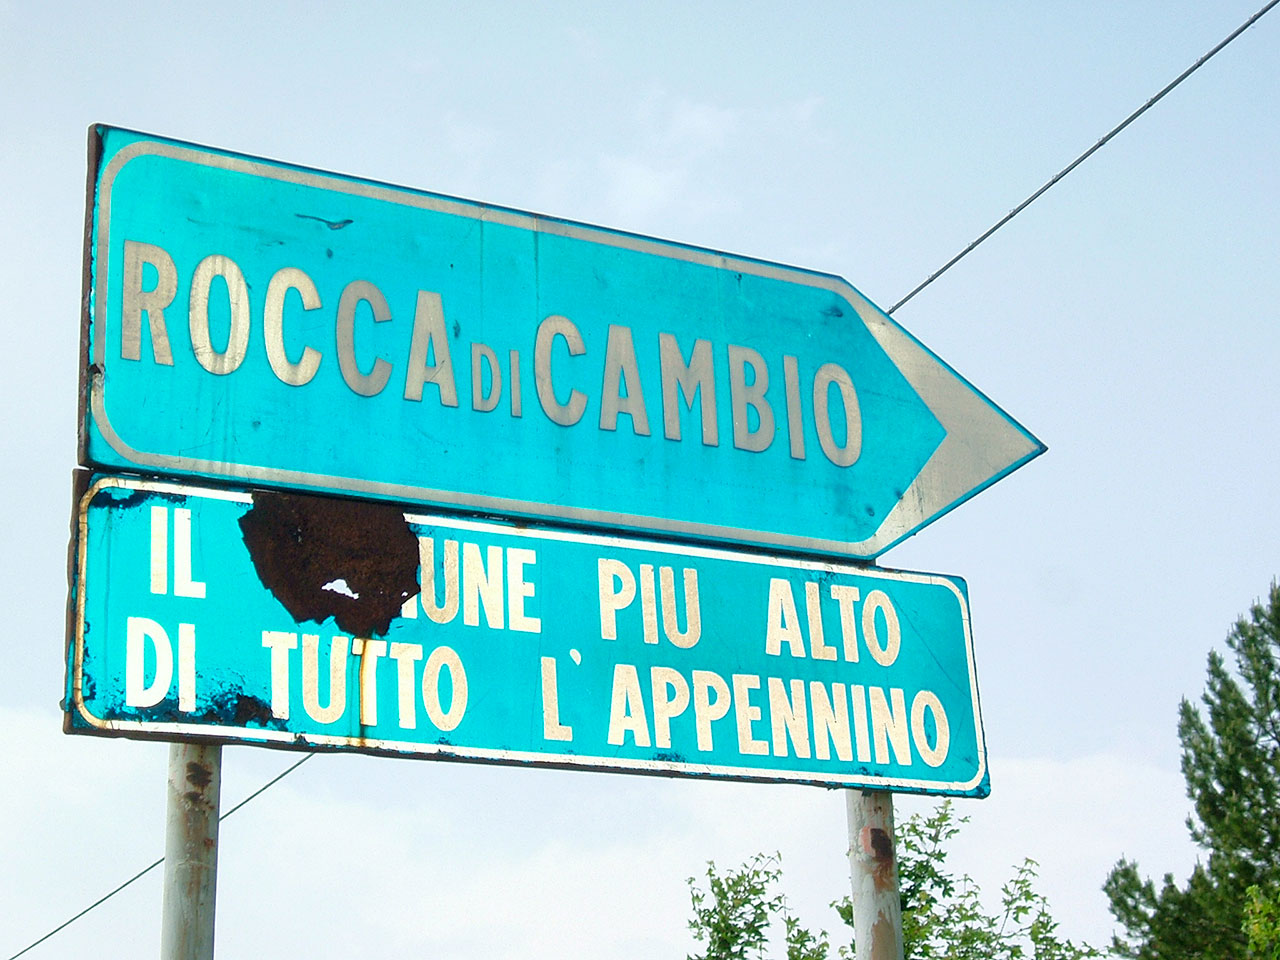 ROCCA DI CAMBIO
IL UNE PIU ALTO
DI TUTTO L'APPENNINO